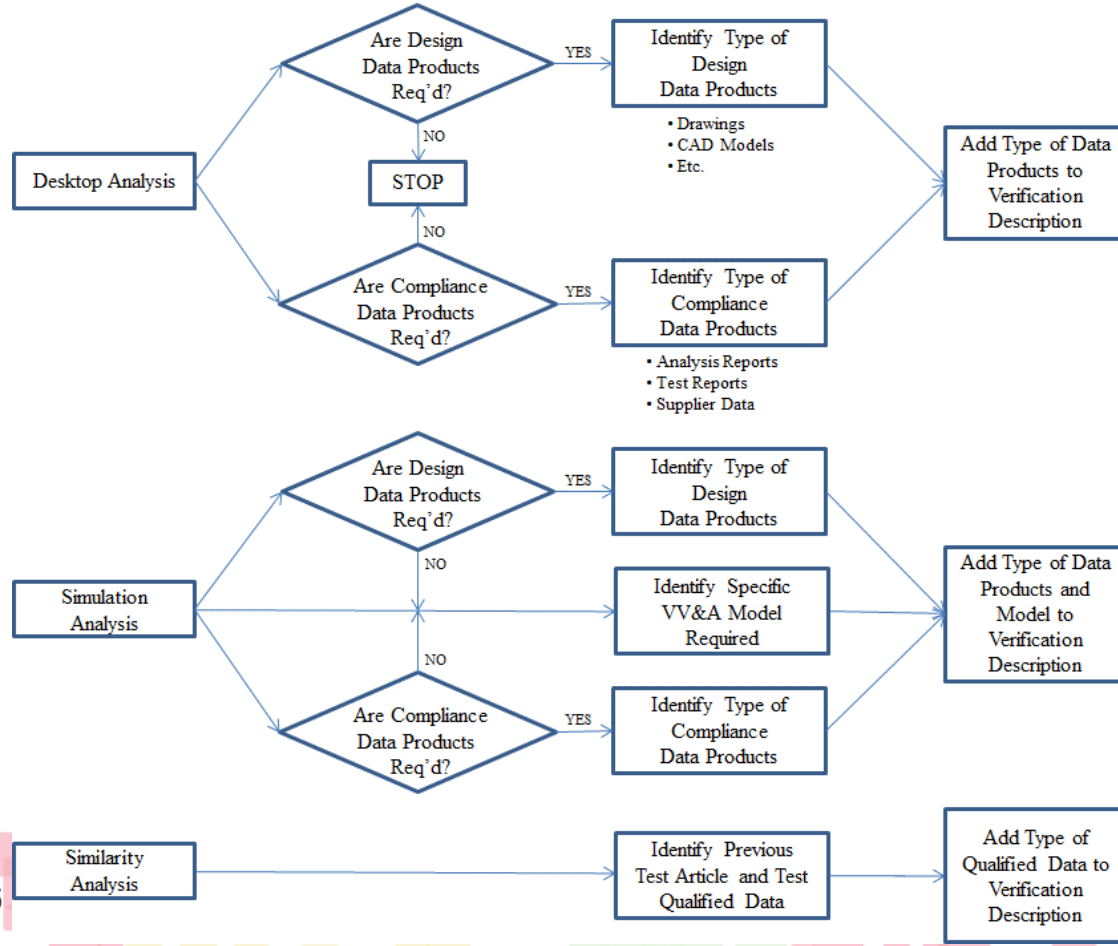 Are Design
Data Products
Req'd?
YES
Identify Type of
Design
Data Products
NO
• Drawings
• CAD Models
• Etc.
Desktop Analysis
STOP
Add Type of Data
Products to
Verification
Description
NO
Are Compliance
Data Products
Req'd?
YES
Identify Type of
Compliance
Data Products
• Analysis Reports
• Test Reports
• Supplier Data
Are Design
Data Products
Req'd?
YES
Identify Type of
Design
Data Products
NO
Simulation
Analysis
Identify Specific
VV&A Model
Required
Add Type of Data
Products and
Model to
Verification
Description
NO
Are Compliance
Data Products
Req'd?
YES
Identify Type of
Compliance
Data Products
Similarity
Analysis
Identify Previous
Test Article and Test
Qualified Data
Add Type of
Qualified Data to
Verification
Description